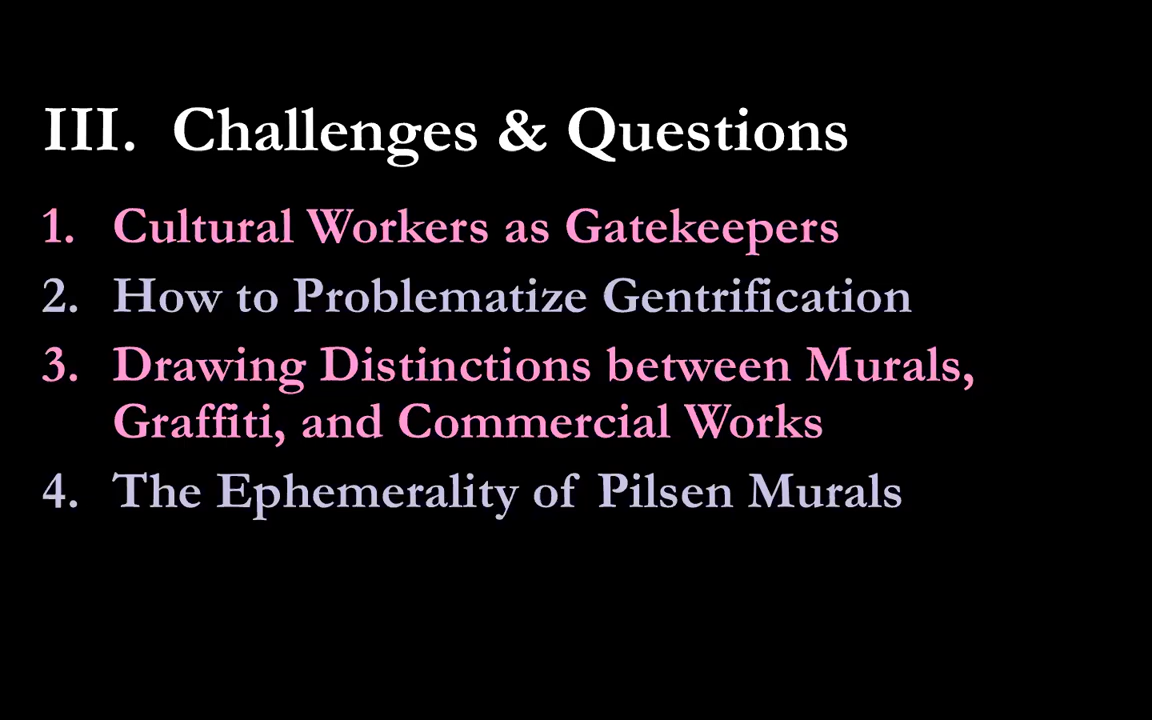 III. Challenges & Questions
1. Cultural Workers as Gatekeepers
2. How to Problematize Gentrification
3. Drawing Distinctions between Murals,
Graffiti, and Commercial Works
4. The Ephemerality of Pilsen Murals